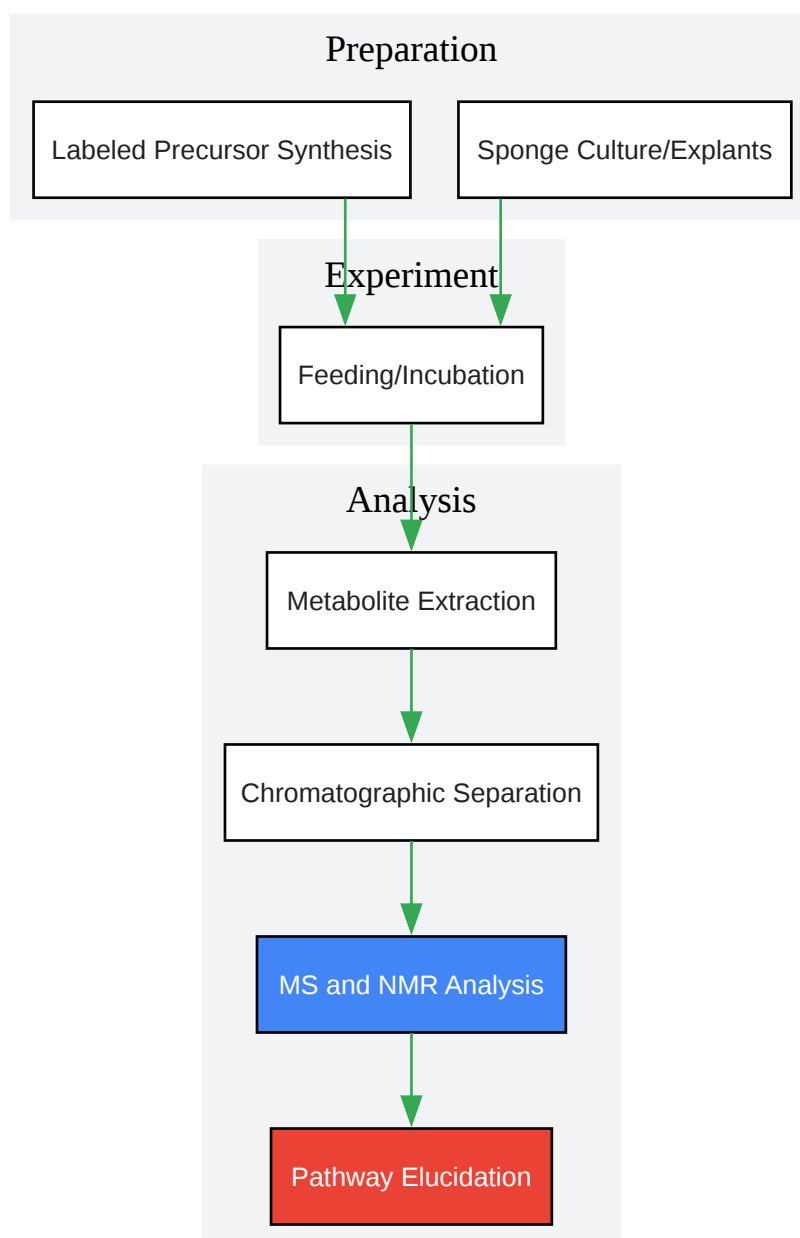 Preparation
Labeled Precursor Synthesis
Sponge Culture/Explants
Experiment
Feeding/Incubation
Analysis
Metabolite Extraction
Chromatographic Separation
MS and NMR Analysis
Pathway Elucidation